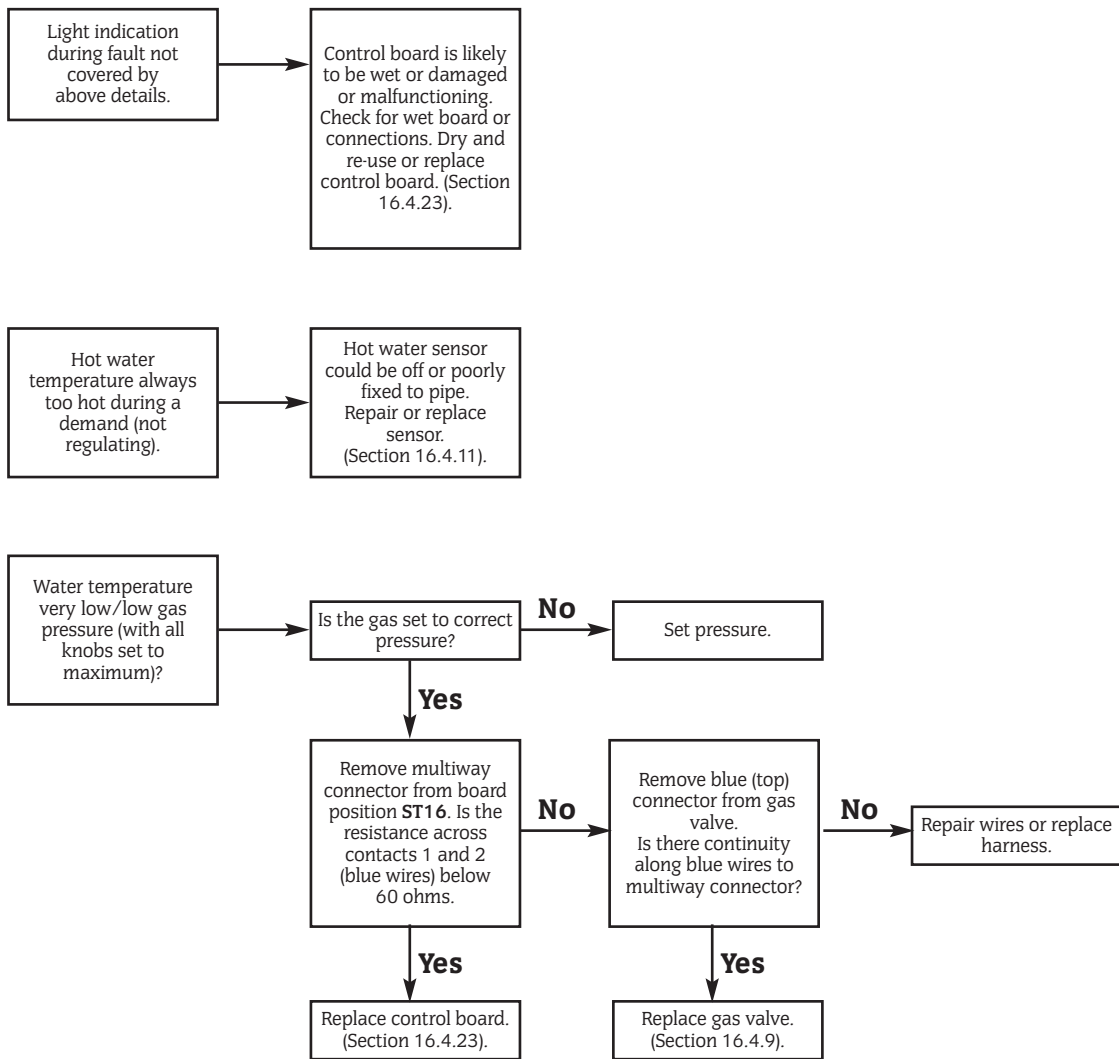 Light indication
during fault not
covered by
above details.
Control board is likely
to be wet or damaged
or malfunctioning.
Check for wet board or
connections. Dry and
re-use or replace
control board. (Section
16.4.23).
Hot water
temperature always
too hot during a
demand (not
regulating).
Hot water sensor
could be off or poorly
fixed to pipe.
Repair or replace
sensor.
(Section 16.4.11).
Water temperature
very low/low gas
pressure (with all
knobs set to
maximum)?
Is the gas set to correct
pressure?
No
Set pressure.
Yes
Remove multiway
connector from board
position ST16. Is the
resistance across
contacts 1 and 2
(blue wires) below
60 ohms.
No
Remove blue (top)
connector from gas
valve.
Is there continuity
along blue wires to
multiway connector?
No
Repair wires or replace
harness.
Yes
Replace control board.
(Section 16.4.23).
Yes
Replace gas valve.
(Section 16.4.9).